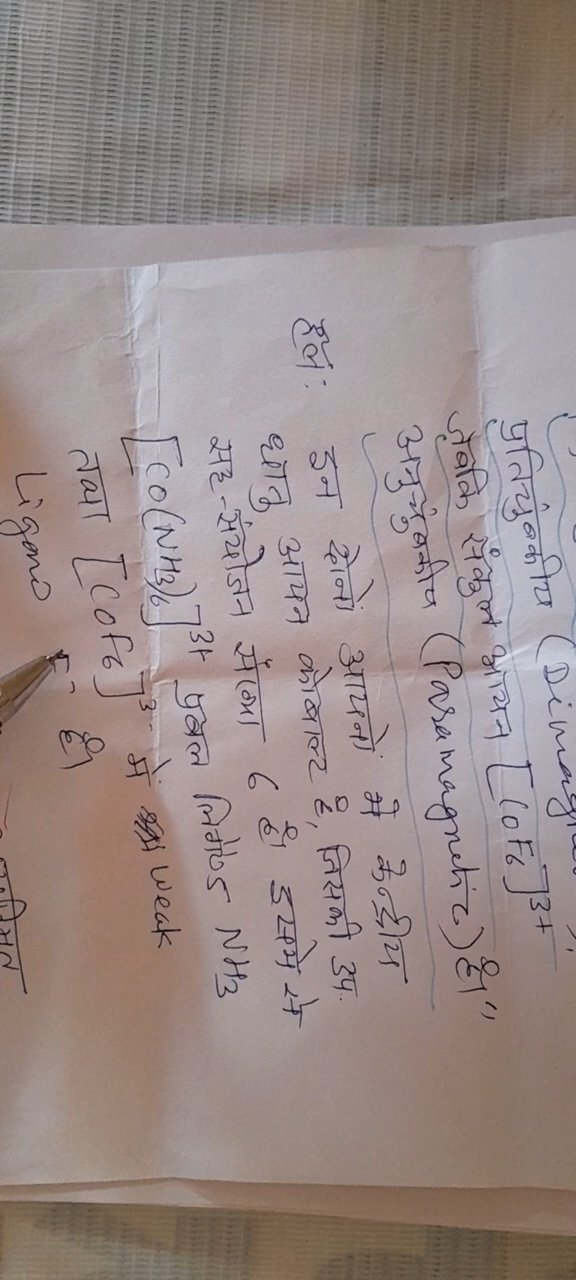 प्रतिचुंबकीय (Dimag
जबकि संकुल आयन [CoF6]3+
अनुचुंबकीय (Paramagnetic) है।"
हल: इन दोनों आयनों में केन्द्रीय
धातु आयन कोबाल्ट है, जिसकी उप.
सह-संयोजन संख्या 6 है। इसमें से
[CO(NH3)6]3+ प्रबल लिगेण्ड NH3
तथा [COF6]3- में weak
Ligand F- है।